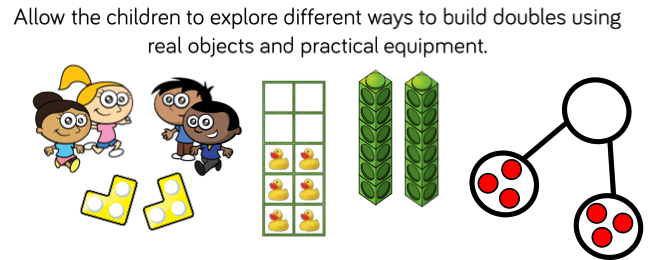 Allow the children to explore different ways to build doubles using
real objects and practical equipment.